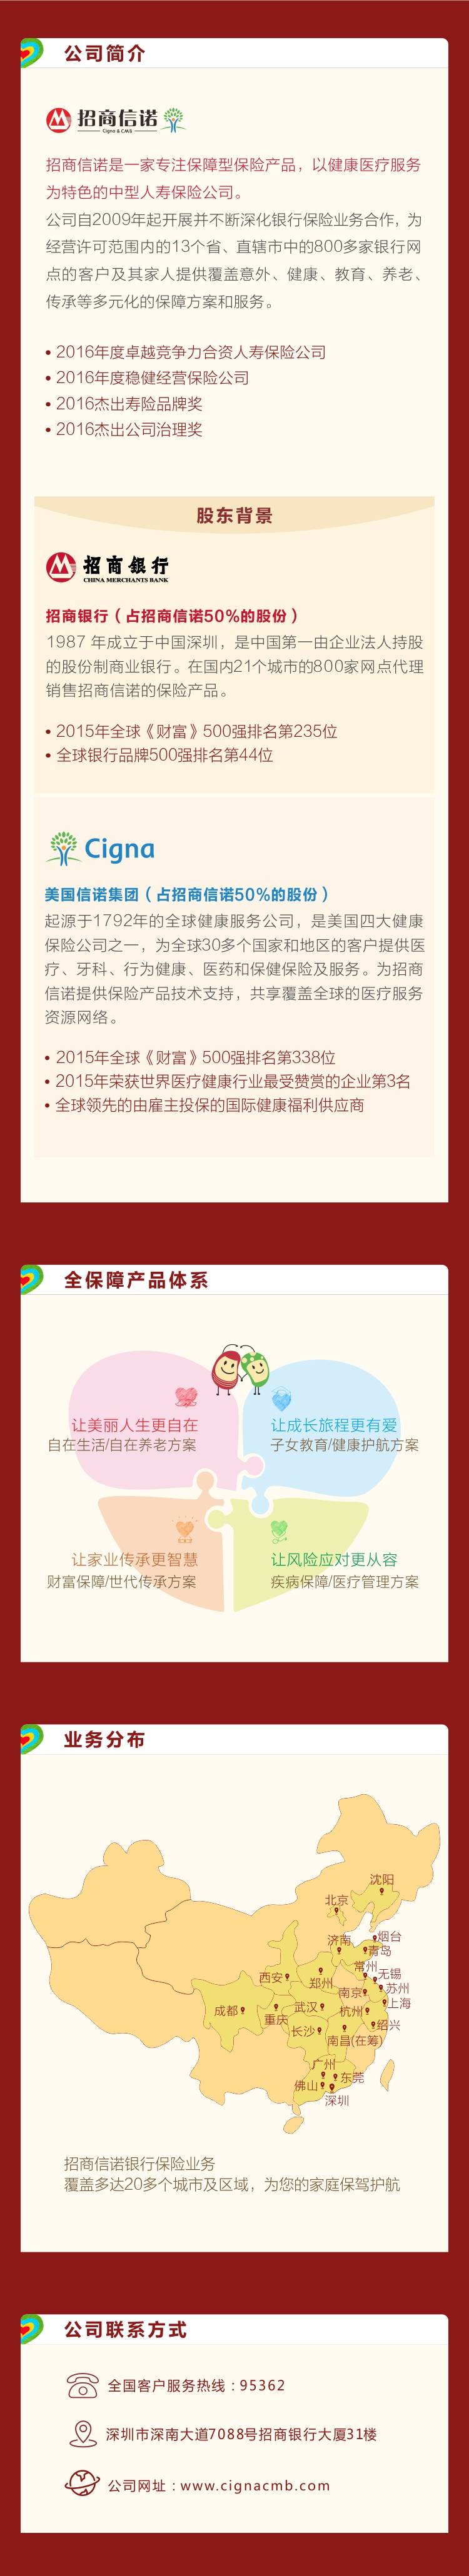 公司简介
招商信诺
Cigna & CMB
招商信诺是一家专注保障型保险产品，以健康医疗服务
为特色的中型人寿保险公司。
公司自2009年起开展并不断深化银行保险业务合作，为
经营许可范围内的13个省、直辖市中的800多家银行网
点的客户及其家人提供覆盖意外、健康、教育、养老、
传承等多元化的保障方案和服务。
• 2016年度卓越竞争力合资人寿保险公司
• 2016年度稳健经营保险公司
• 2016杰出寿险品牌奖
• 2016杰出公司治理奖
股东背景
招商银行
CHINA MERCHANTS BANK
招商银行（占招商信诺50%的股份）
1987 年成立于中国深圳，是中国第一由企业法人持股
的股份制商业银行。在国内21个城市的800家网点代理
销售招商信诺的保险产品。
• 2015年全球《财富》500强排名第235位
• 全球银行品牌500强排名第44位
Cigna
美国信诺集团（占招商信诺50%的股份）
起源于1792年的全球健康服务公司，是美国四大健康
保险公司之一，为全球30多个国家和地区的客户提供医
疗、牙科、行为健康、医药和保健保险及服务。为招商
信诺提供保险产品技术支持，共享覆盖全球的医疗服务
资源网络。
• 2015年全球《财富》500强排名第338位
• 2015年荣获世界医疗健康行业最受赞赏的企业第3名
• 全球领先的由雇主投保的国际健康福利供应商
全保障产品体系
让美丽人生更自在
自在生活/自在养老方案
让成长旅程更有爱
子女教育/健康护航方案
让家业传承更智慧
财富保障/世代传承方案
让风险应对更从容
疾病保障/医疗管理方案
业务分布
沈阳
北京
济南
烟台
青岛
常州
无锡
西安
郑州
南京
苏州
上海
成都
重庆
武汉
杭州
绍兴
长沙
南昌(在筹)
广州
东莞
佛山
深圳
招商信诺银行保险业务
覆盖多达20多个城市及区域，为您的家庭保驾护航
公司联系方式
全国客户服务热线：95362
深圳市深南大道7088号招商银行大厦31楼
公司网址：www.cignacmb.com